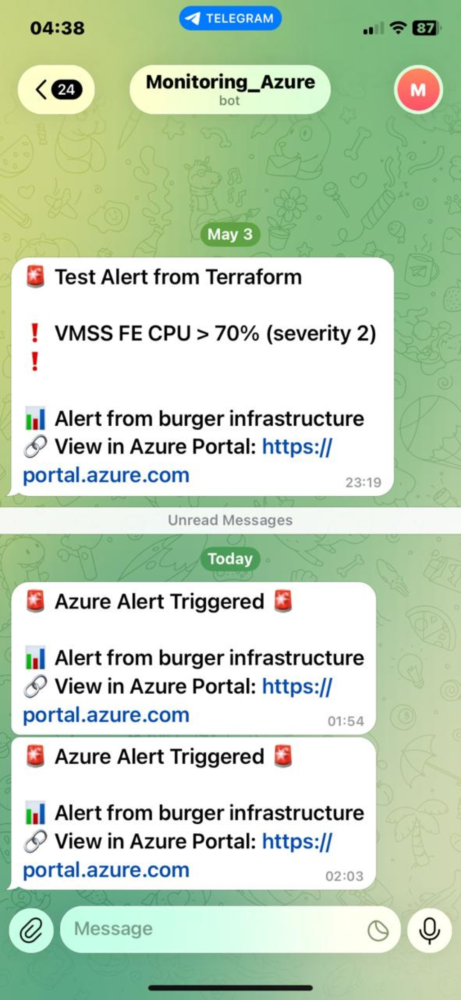 04:38
TELEGRAM
87
24
Monitoring_Azure
bot
M
May 3
🚨 Test Alert from Terraform
❗ VMSS FE CPU > 70% (severity 2)
❗
📊 Alert from burger infrastructure
🔗 View in Azure Portal: https://
portal.azure.com
23:19
Unread Messages
Today
🚨 Azure Alert Triggered 🚨
📊 Alert from burger infrastructure
🔗 View in Azure Portal: https://
portal.azure.com
01:54
🚨 Azure Alert Triggered 🚨
📊 Alert from burger infrastructure
🔗 View in Azure Portal: https://
portal.azure.com
02:03
Message